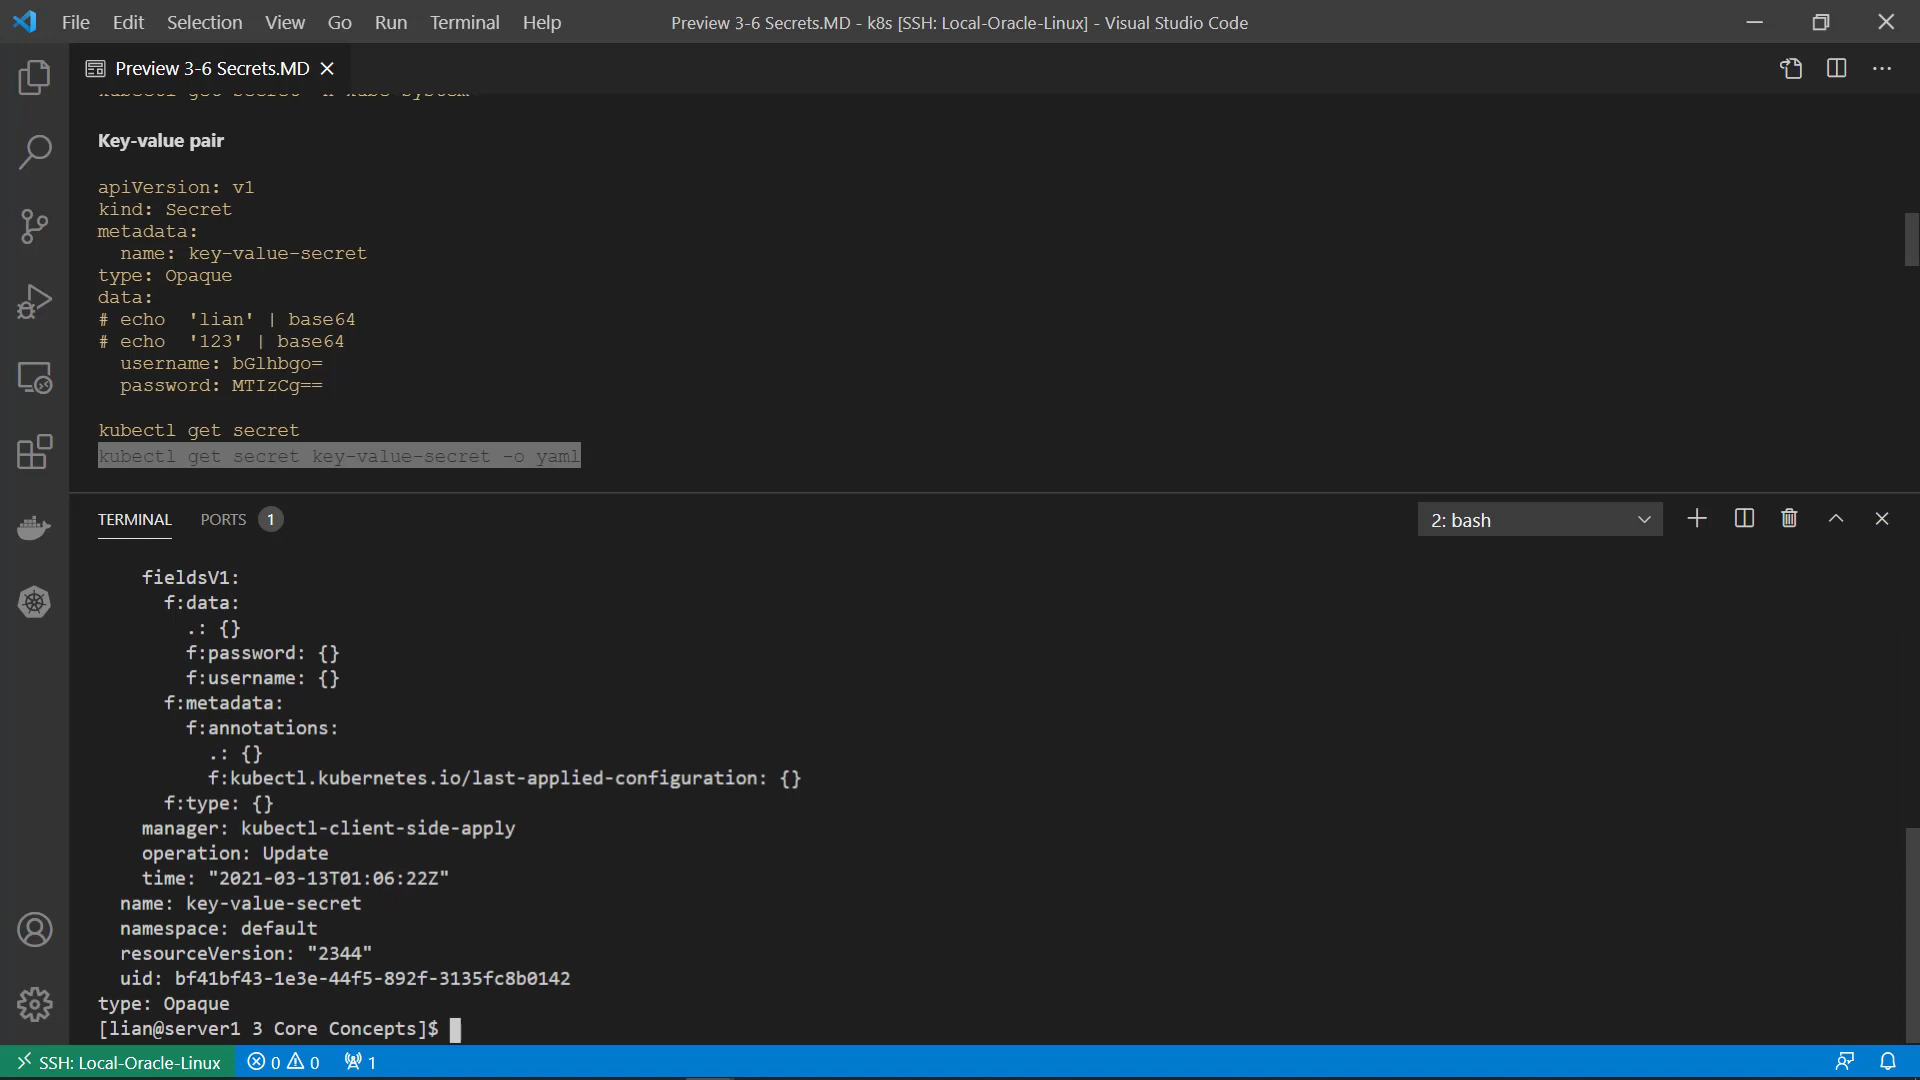 File Edit Selection View Go Run Terminal Help Preview 3-6 Secrets.MD - k8s [SSH: Local-Oracle-Linux] - Visual Studio Code
Preview 3-6 Secrets.MD
kubectl get secret -n kube-system
Key-value pair
apiVersion: v1
kind: Secret
metadata:
  name: key-value-secret
type: Opaque
data:
# echo  'lian' | base64
# echo  '123' | base64
  username: bGlhbgo=
  password: MTIzCg==
kubectl get secret
kubectl get secret key-value-secret -o yaml
TERMINAL PORTS 1 2: bash
    fieldsV1:
      f:data:
        .: {}
        f:password: {}
        f:username: {}
      f:metadata:
        f:annotations:
          .: {}
          f:kubectl.kubernetes.io/last-applied-configuration: {}
      f:type: {}
    manager: kubectl-client-side-apply
    operation: Update
    time: "2021-03-13T01:06:22Z"
  name: key-value-secret
  namespace: default
  resourceVersion: "2344"
  uid: bf41bf43-1e3e-44f5-892f-3135fc8b0142
type: Opaque
[lian@server1 3 Core Concepts]$
SSH: Local-Oracle-Linux 0 0 1